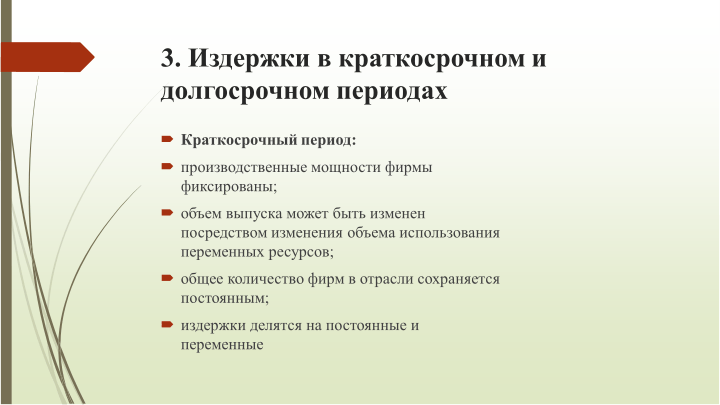 3. Издержки в краткосрочном и
долгосрочном периодах
Краткосрочный период:
производственные мощности фирмы
фиксированы;
объем выпуска может быть изменен
посредством изменения объема использования
переменных ресурсов;
общее количество фирм в отрасли сохраняется
постоянным;
издержки делятся на постоянные и
переменные